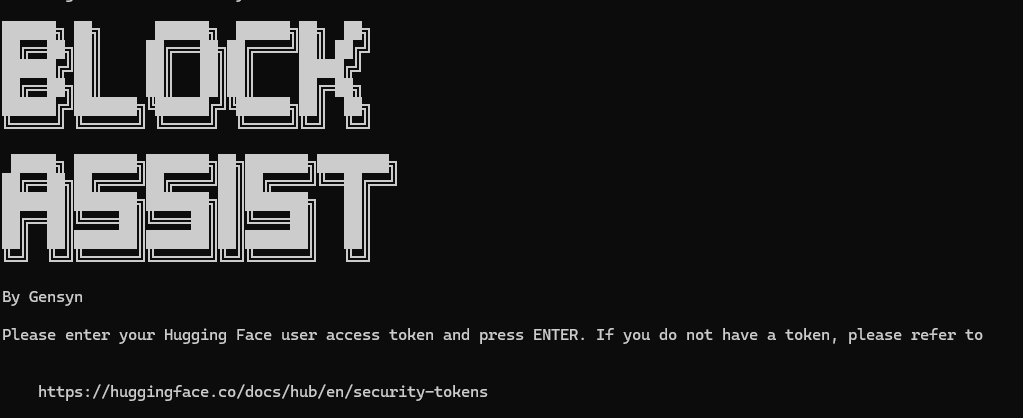 BLOCK
ASSIST
By Gensyn
Please enter your Hugging Face user access token and press ENTER. If you do not have a token, please refer to
https://huggingface.co/docs/hub/en/security-tokens